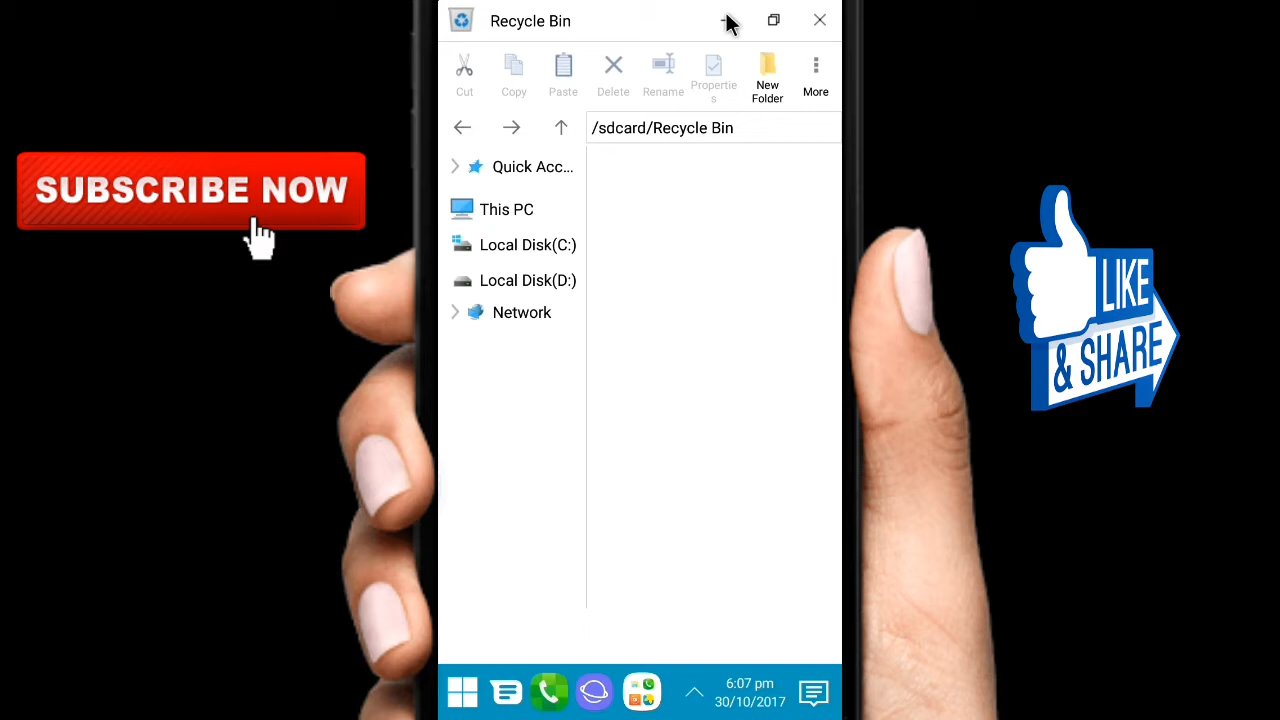 Recycle Bin
Cut
Copy
Paste
Delete
Rename
Propertie
s
New
Folder
More
/sdcard/Recycle Bin
SUBSCRIBE NOW
Quick Acc...
This PC
Local Disk(C:)
Local Disk(D:)
Network
LIKE
& SHARE
6:07 pm
30/10/2017